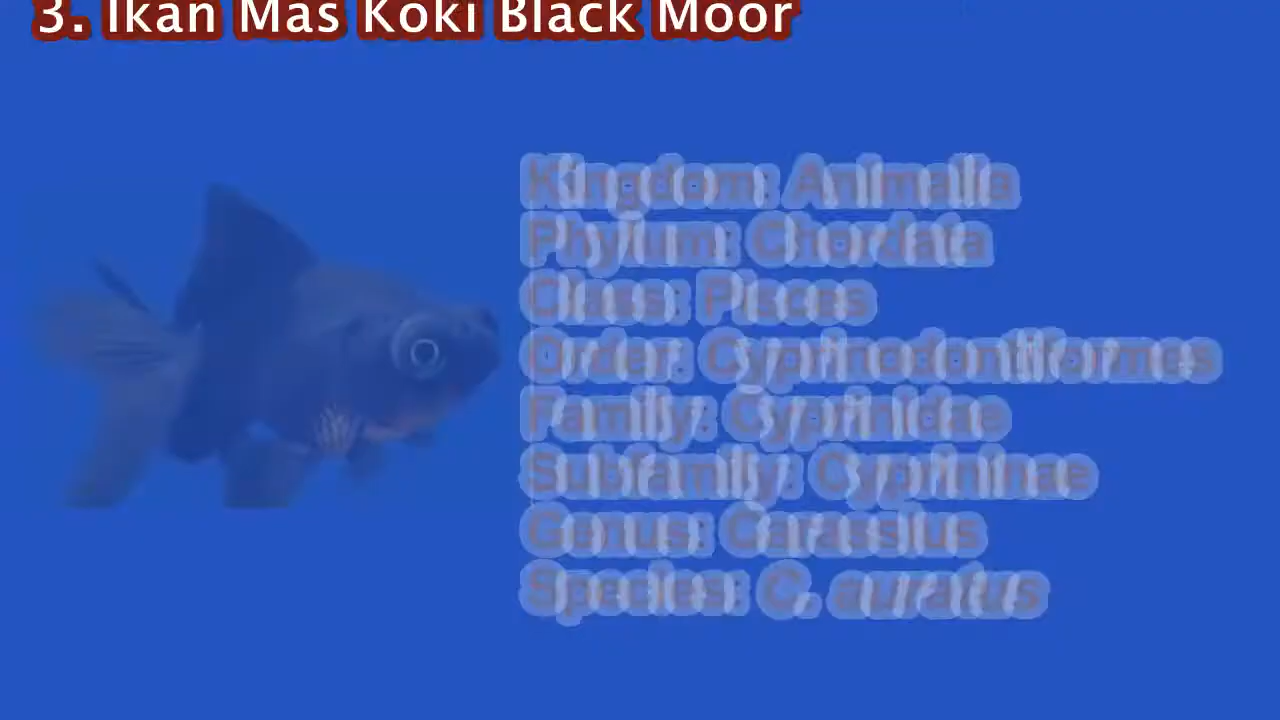 3. Ikan Mas Koki Black Moor
Kingdom: Animalia
Phylum: Chordata
Class: Pisces
Order: Cyprinodontiformes
Family: Cyprinidae
Subfamily: Cyprininae
Genus: Carassius
Species: C. auratus